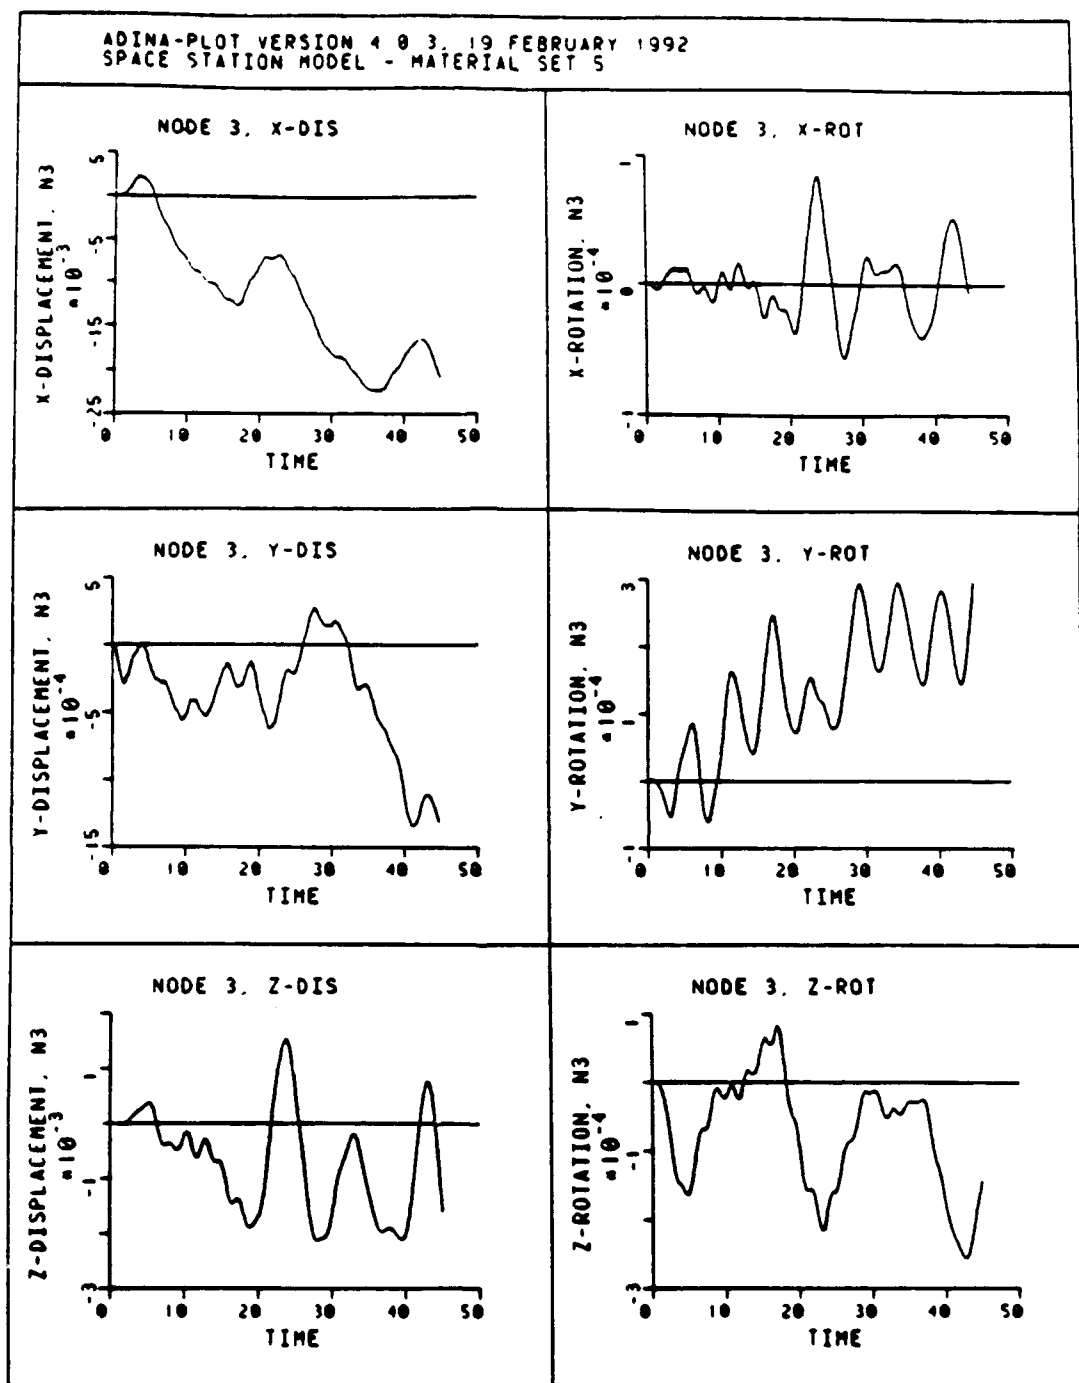 ADINA-PLOT VERSION 4 0 3, 19 FEBRUARY 1992
SPACE STATION MODEL - MATERIAL SET 5
NODE 3, X-DIS
X-DISPLACEMENT, N3
*10-3
5
-5
-15
-25
0 10 20 30 40 50
TIME
NODE 3, X-ROT
X-ROTATION, N3
*10-4
1
0
-1
0 10 20 30 40 50
TIME
NODE 3, Y-DIS
Y-DISPLACEMENT, N3
*10-4
5
-5
-15
0 10 20 30 40 50
TIME
NODE 3, Y-ROT
Y-ROTATION, N3
*10-4
3
1
-1
0 10 20 30 40 50
TIME
NODE 3, Z-DIS
Z-DISPLACEMENT, N3
*10-3
1
-1
-3
0 10 20 30 40 50
TIME
NODE 3, Z-ROT
Z-ROTATION, N3
*10-4
1
-1
-3
0 10 20 30 40 50
TIME